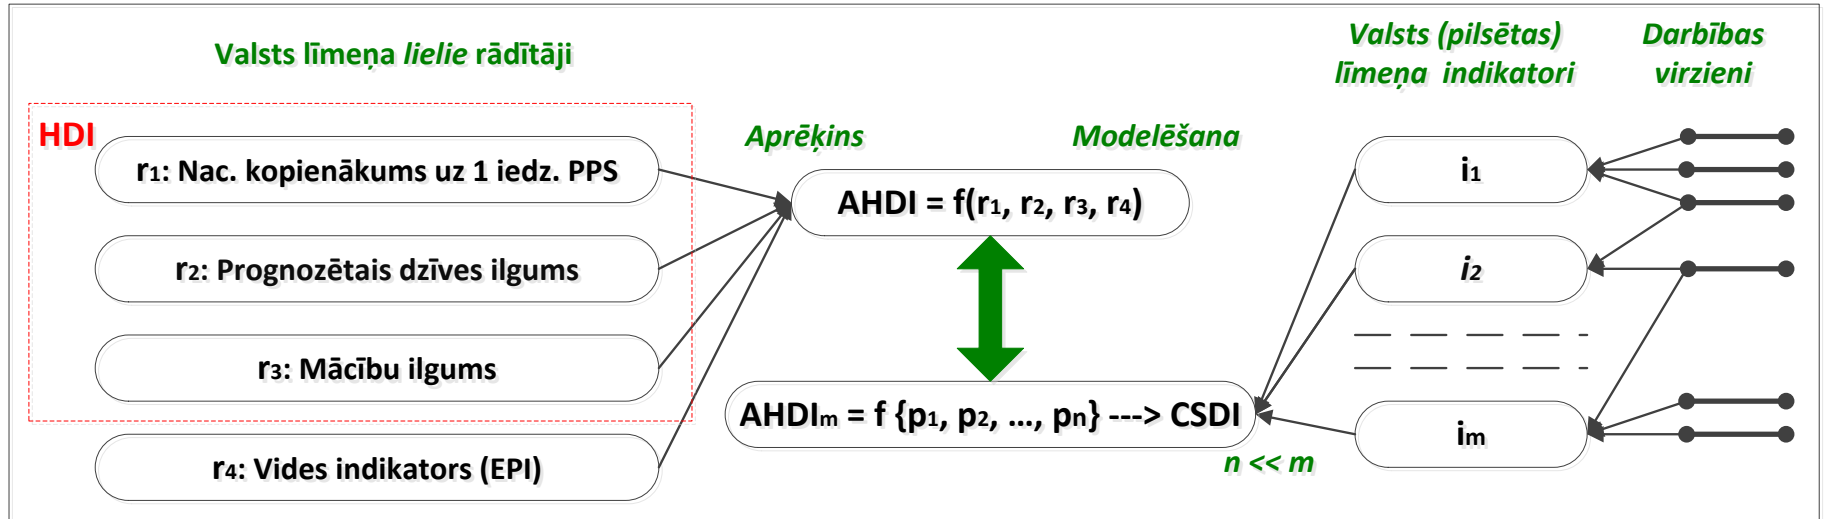 Valsts līmeņa lielie rādītāji
Valsts (pilsētas)
līmeņa indikatori
Darbības
virzieni
HDI
Aprēķins
Modelēšana
r1: Nac. kopienākums uz 1 iedz. PPS
r2: Prognozētais dzīves ilgums
r3: Mācību ilgums
r4: Vides indikators (EPI)
AHDI = f(r1, r2, r3, r4)
AHDIm = f {p1, p2, ..., pn} ---> CSDI
n << m
i1
i2
im